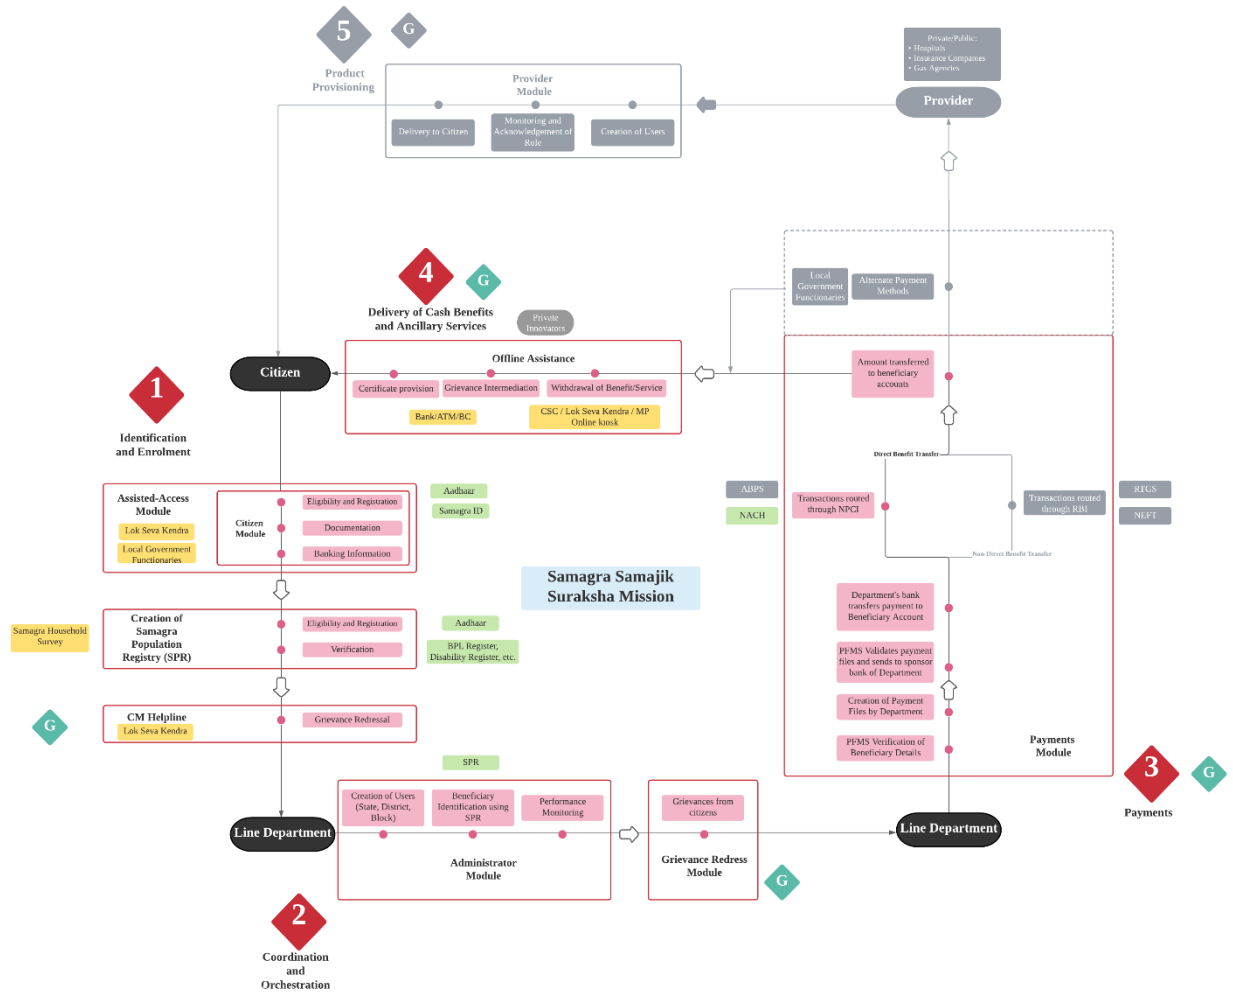 5
G
Product
Provisioning
Provider
Module
Delivery to Citizen
Monitoring and
Acknowledgement of
Role
Creation of Users
Private/Public:
• Hospitals
• Insurance Companies
• Gas Agencies
Provider
4
G
Delivery of Cash Benefits
and Ancillary Services
Private
Innovators
Local
Government
Functionaries
Alternate Payment
Methods
Citizen
Offline Assistance
Certificate provision
Grievance Intermediation
Withdrawal of Benefit/Service
Bank/ATM/BC
CSC / Lok Seva Kendra / MP
Online kiosk
Amount transferred
to beneficiary
accounts
1
Identification
and Enrolment
Direct Benefit Transfer
Assisted-Access
Module
Lok Seva Kendra
Local Government
Functionaries
Citizen
Module
Eligibility and Registration
Documentation
Banking Information
Aadhaar
Samagra ID
ABPS
NACH
Transactions routed
through NPCI
Transactions routed
through RBI
RTGS
NEFT
Non-Direct Benefit Transfer
Samagra Samajik
Suraksha Mission
Samagra Household
Survey
Creation of
Samagra
Population
Registry (SPR)
Eligibility and Registration
Verification
Aadhaar
BPL Register,
Disability Register, etc.
Department's bank
transfers payment to
Beneficiary Account
PFMS Validates payment
files and sends to sponsor
bank of Department
Creation of Payment
Files by Department
PFMS Verification of
Beneficiary Details
Payments
Module
G
CM Helpline
Lok Seva Kendra
Grievance Redressal
3
G
Payments
SPR
Line Department
Creation of Users
(State, District,
Block)
Beneficiary
Identification using
SPR
Performance
Monitoring
Administrator
Module
Grievances from
citizens
Grievance Redress
Module
G
Line Department
2
Coordination
and
Orchestration